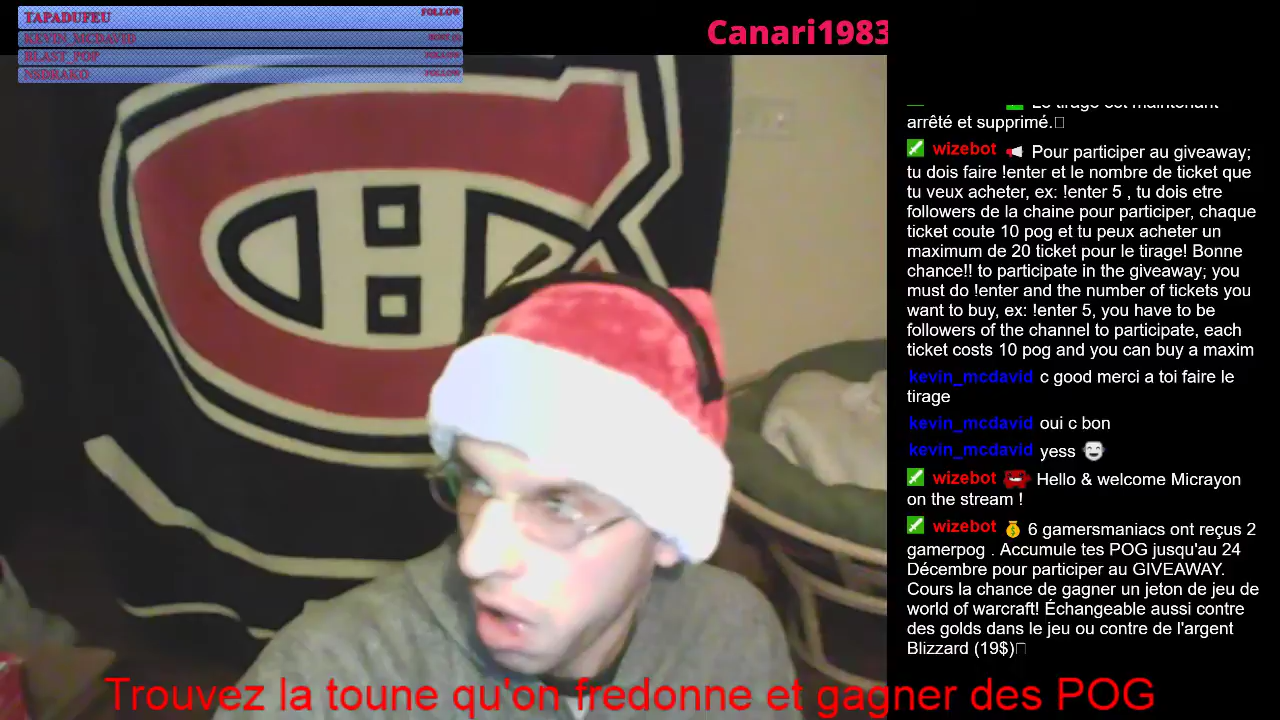 TAPADUFEU FOLLOW
KEVIN_MCDAVID
BLAST_POP FOLLOW
NIDRAKO FOLLOW
Canari1983
Le tirage est maintenant
arrêté et supprimé.
wizebot Pour participer au giveaway;
tu dois faire !enter et le nombre de ticket que
tu veux acheter, ex: !enter 5 , tu dois etre
followers de la chaine pour participer, chaque
ticket coute 10 pog et tu peux acheter un
maximum de 20 ticket pour le tirage! Bonne
chance!! to participate in the giveaway; you
must do !enter and the number of tickets you
want to buy, ex: !enter 5, you have to be
followers of the channel to participate, each
ticket costs 10 pog and you can buy a maxim
kevin_mcdavid c good merci a toi faire le
tirage
kevin_mcdavid oui c bon
kevin_mcdavid yess
wizebot Hello & welcome Micrayon
on the stream !
wizebot 6 gamersmaniacs ont reçus 2
gamerpog . Accumule tes POG jusqu'au 24
Décembre pour participer au GIVEAWAY.
Cours la chance de gagner un jeton de jeu de
world of warcraft! Échangeable aussi contre
des golds dans le jeu ou contre de l'argent
Blizzard (19$)
Trouvez la toune qu'on fredonne et gagner des POG